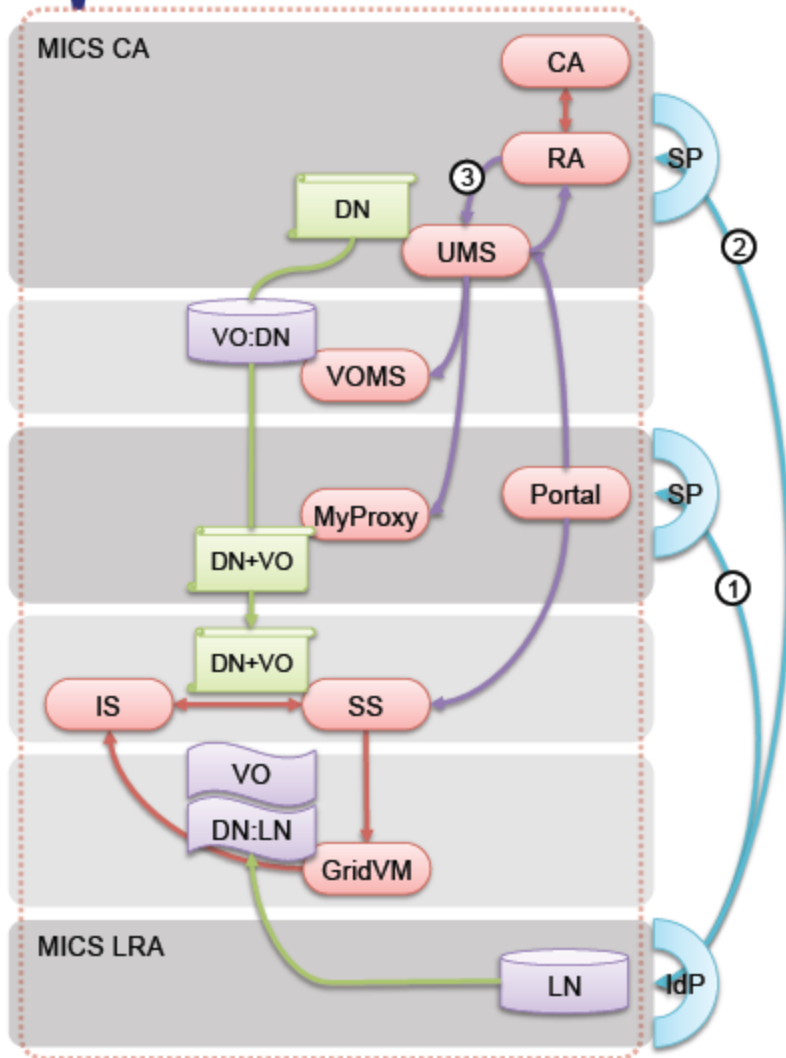 MICS CA
CA
RA
SP
③
DN
②
UMS
VO:DN
VOMS
Portal
SP
MyProxy
DN+VO
①
DN+VO
IS
SS
VO
DN:LN
GridVM
MICS LRA
LN
IdP